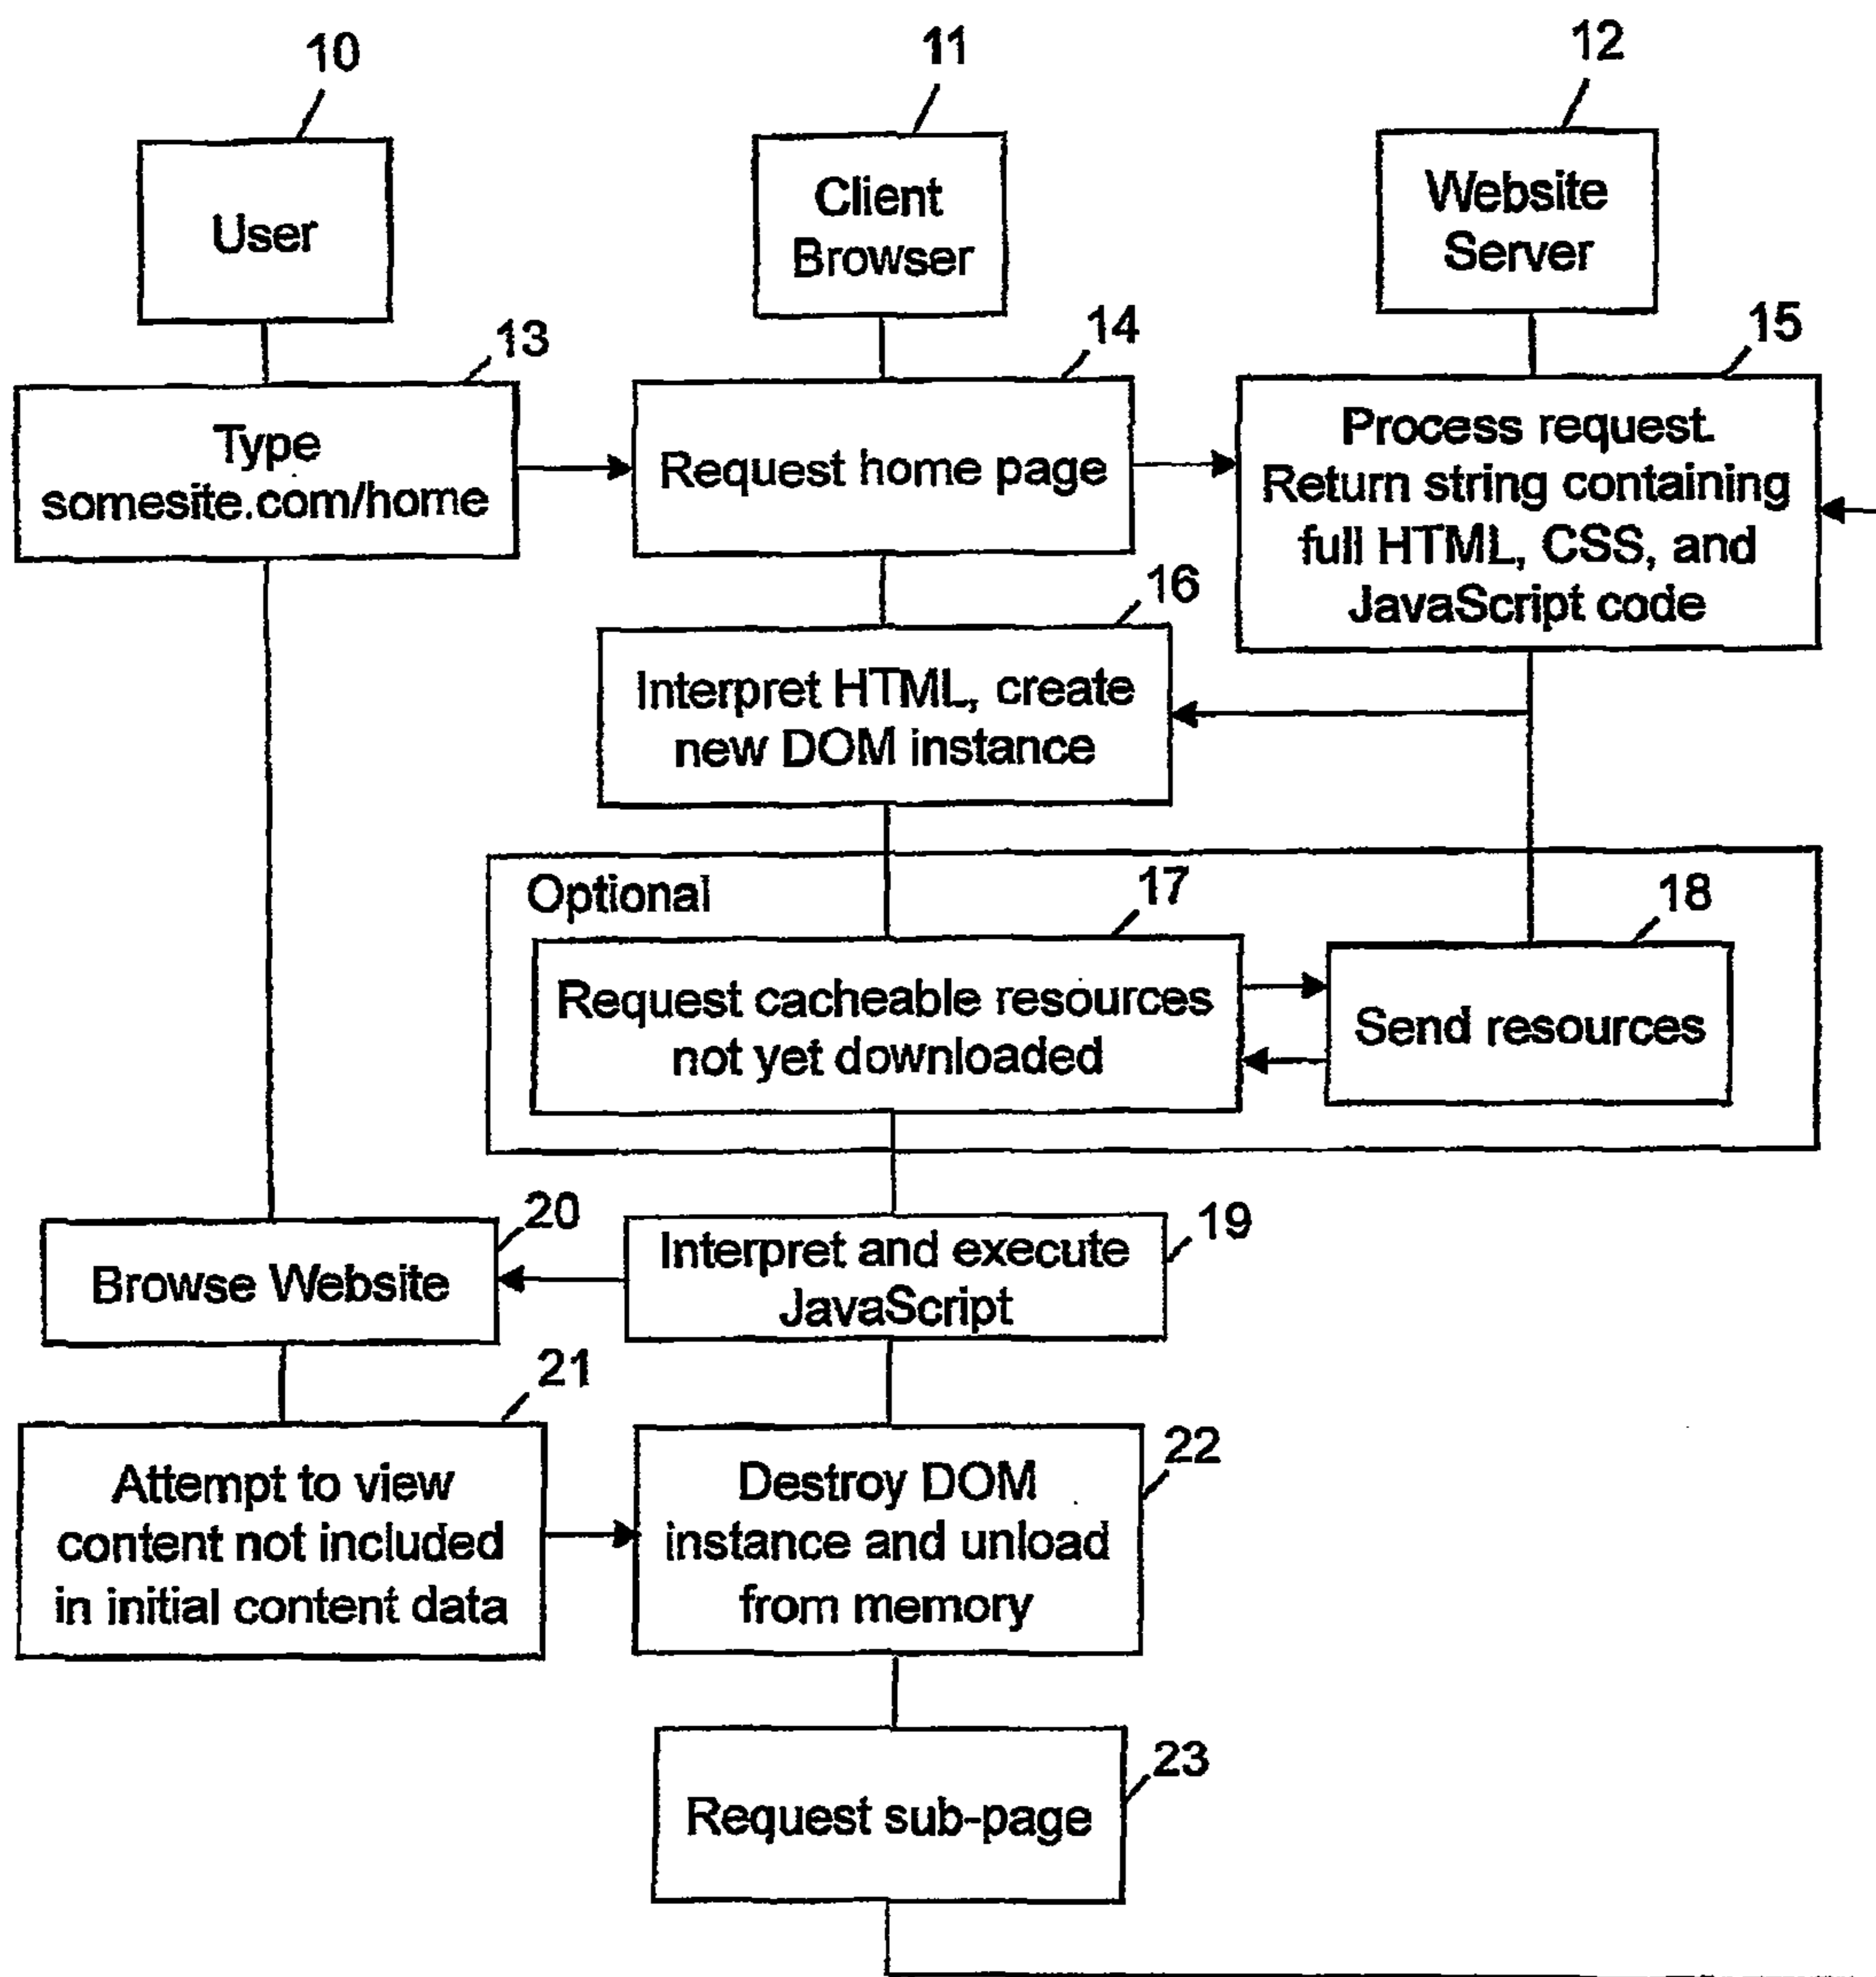 10
11
12
User
Client
Browser
Website
Server
13
14
15
Type
somesite.com/home
Request home page
Process request.
Return string containing
full HTML, CSS, and
JavaScript code
16
Interpret HTML, create
new DOM instance
Optional
17
18
Request cacheable resources
not yet downloaded
Send resources
20
19
Browse Website
Interpret and execute
JavaScript
21
22
Attempt to view
content not included
in initial content data
Destroy DOM
instance and unload
from memory
23
Request sub-page